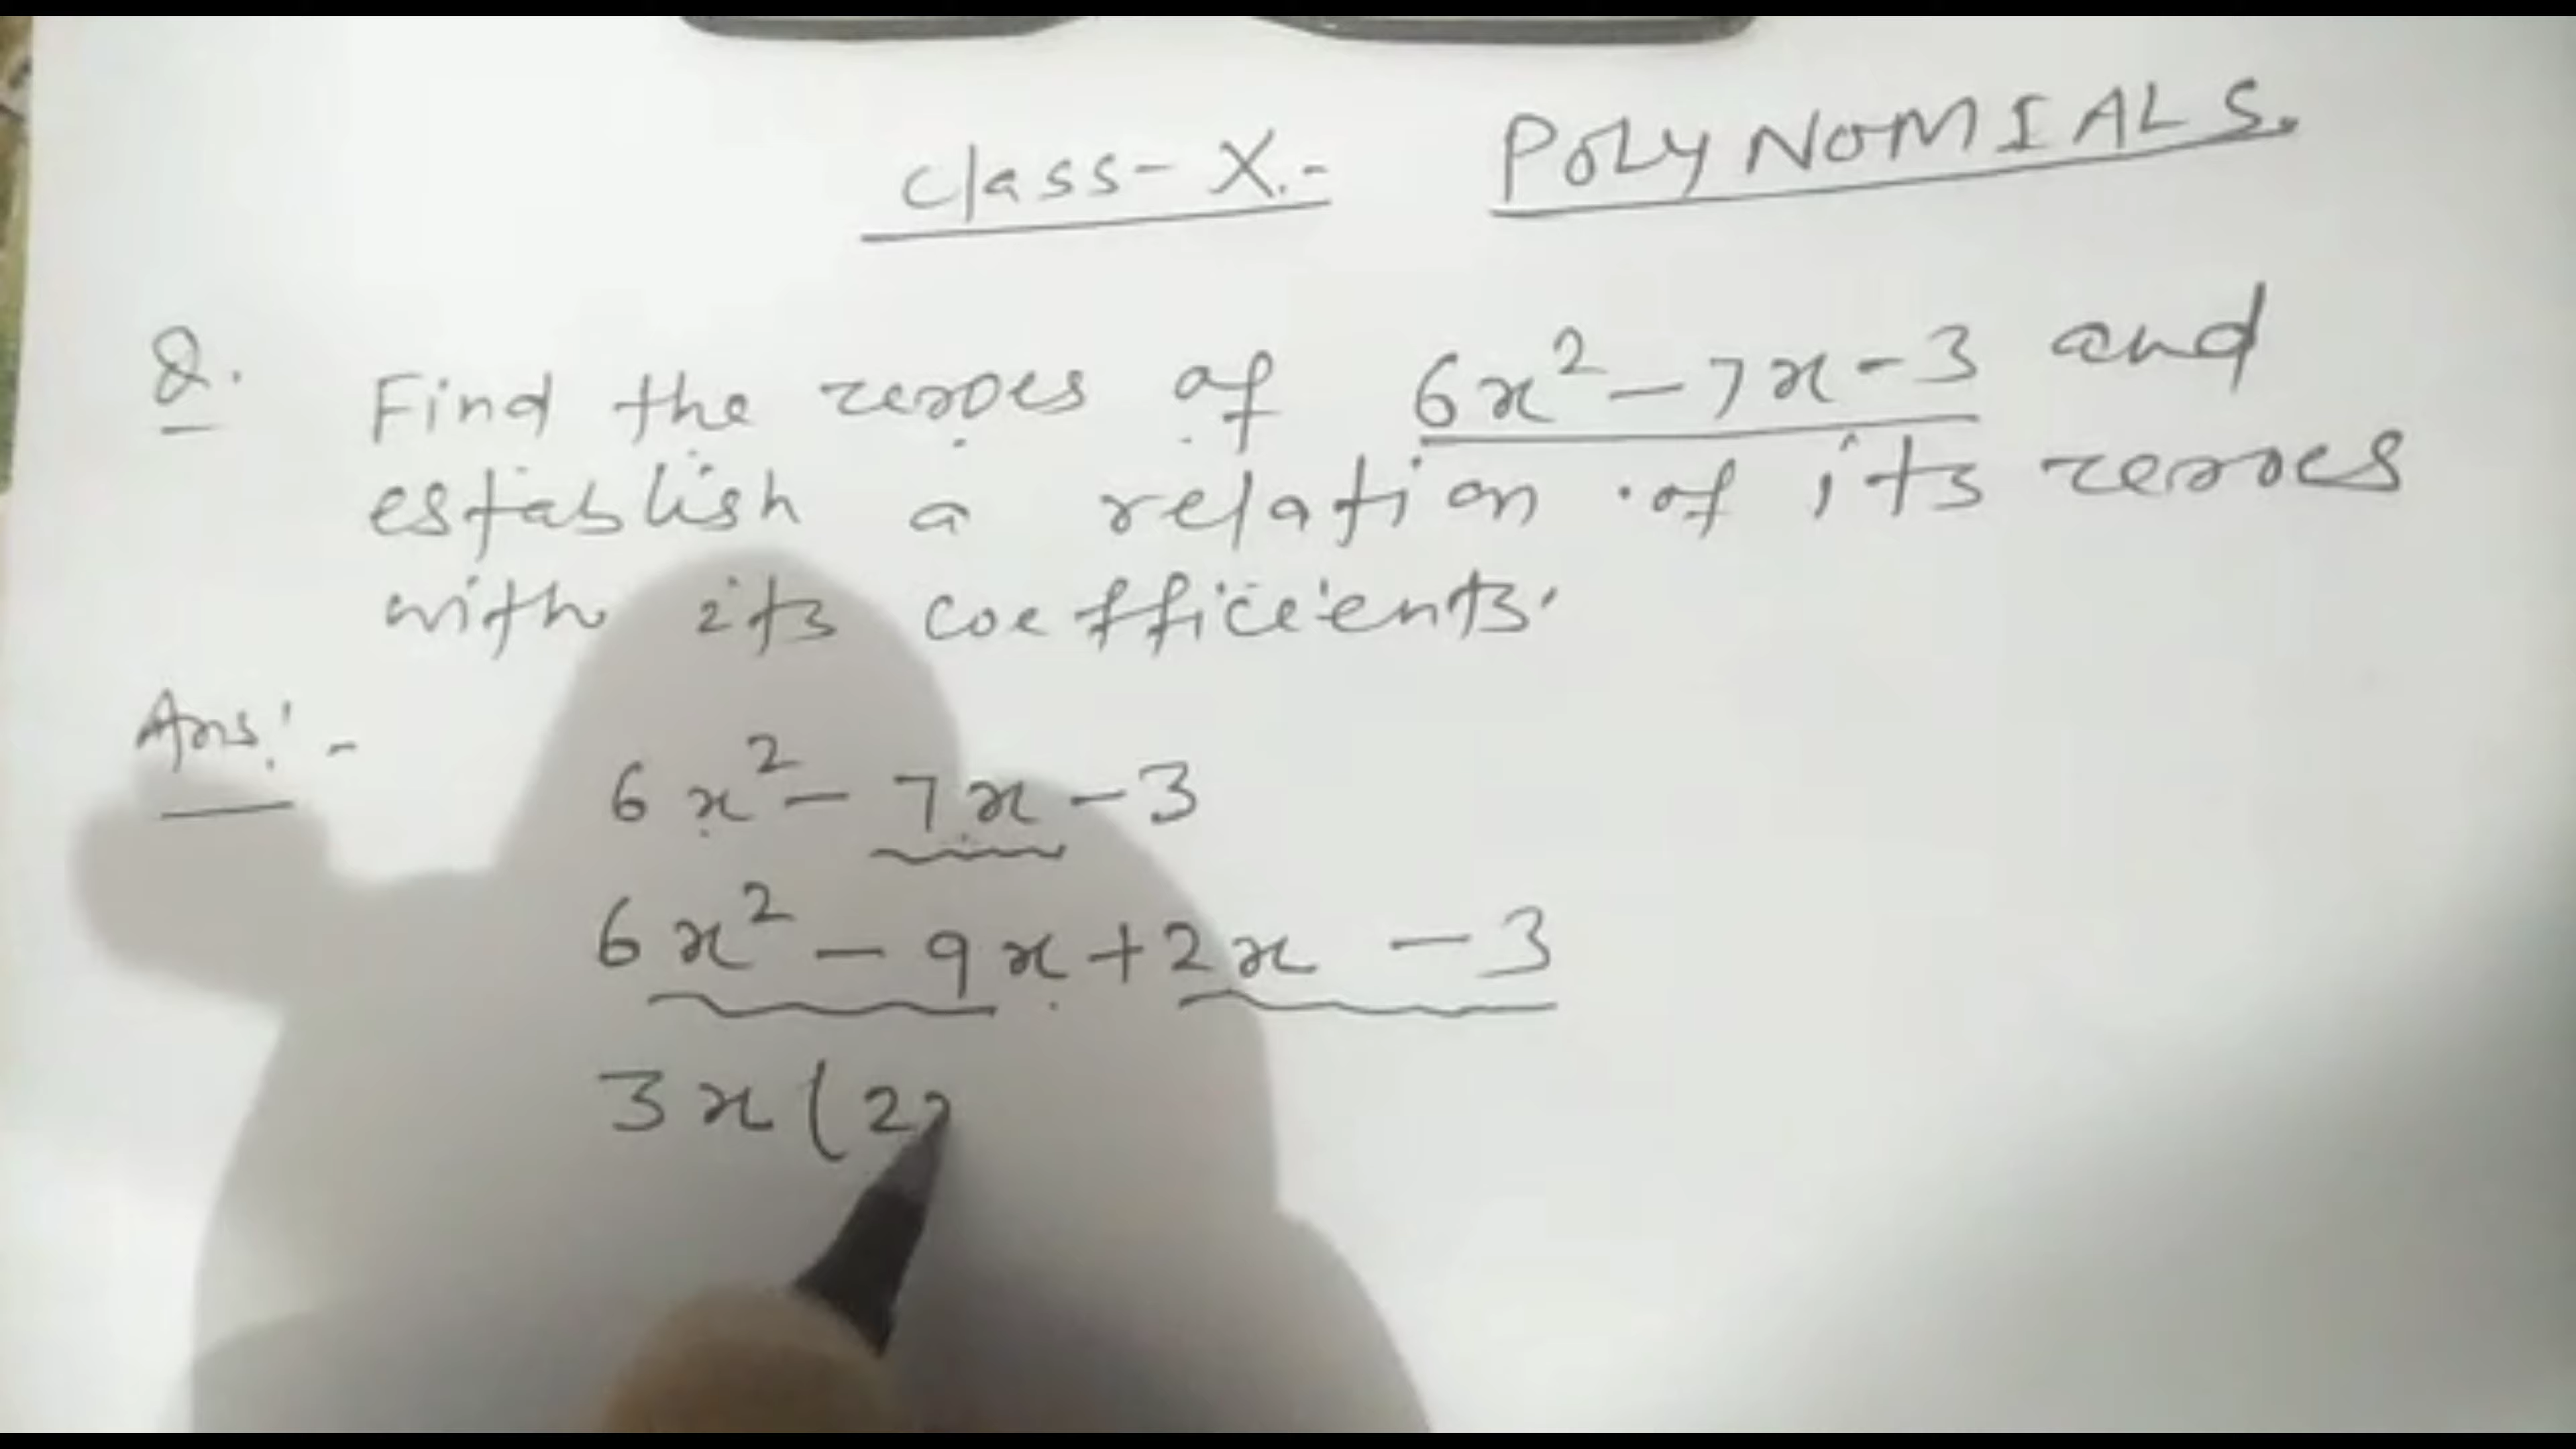 Class-X.- POLYNOMIALS.
Q. Find the zeroes of 6x²-7x-3 and
establish a relation of its zeroes
with its coefficients.
Ans:-
6x²-7x-3
6x²-9x+2x-3
3x(2x